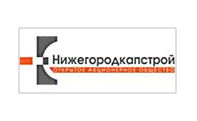 Нижегородкапстрой
ОТКРЫТОЕ АКЦИОНЕРНОЕ ОБЩЕСТВО